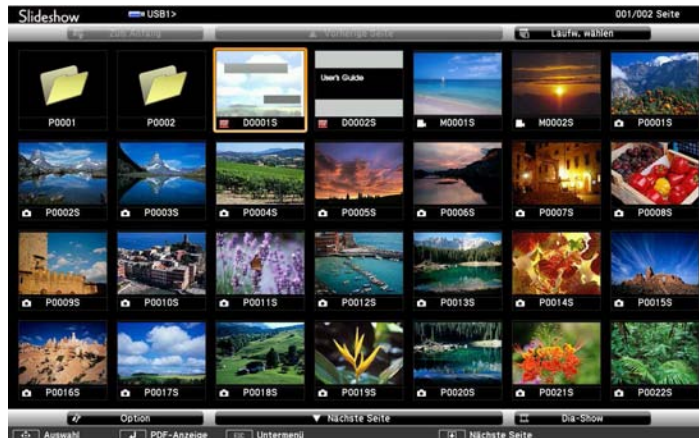 Slideshow USB1> 001/002 Seite
Zum Anfang ▲ Vorherige Seite Laufw. wählen
User's Guide
P0001 P0002 D0001S D0002S M0001S M0002S P0001S
P0002S P0003S P0004S P0005S P0006S P0007S P0008S
P0009S P0010S P0011S P0012S P0013S P0014S P0015S
P0016S P0017S P0018S P0019S P0020S P0021S P0022S
Option ▼ Nächste Seite Dia-Show
Auswahl PDF-Anzeige Esc Untermenü Nächste Seite